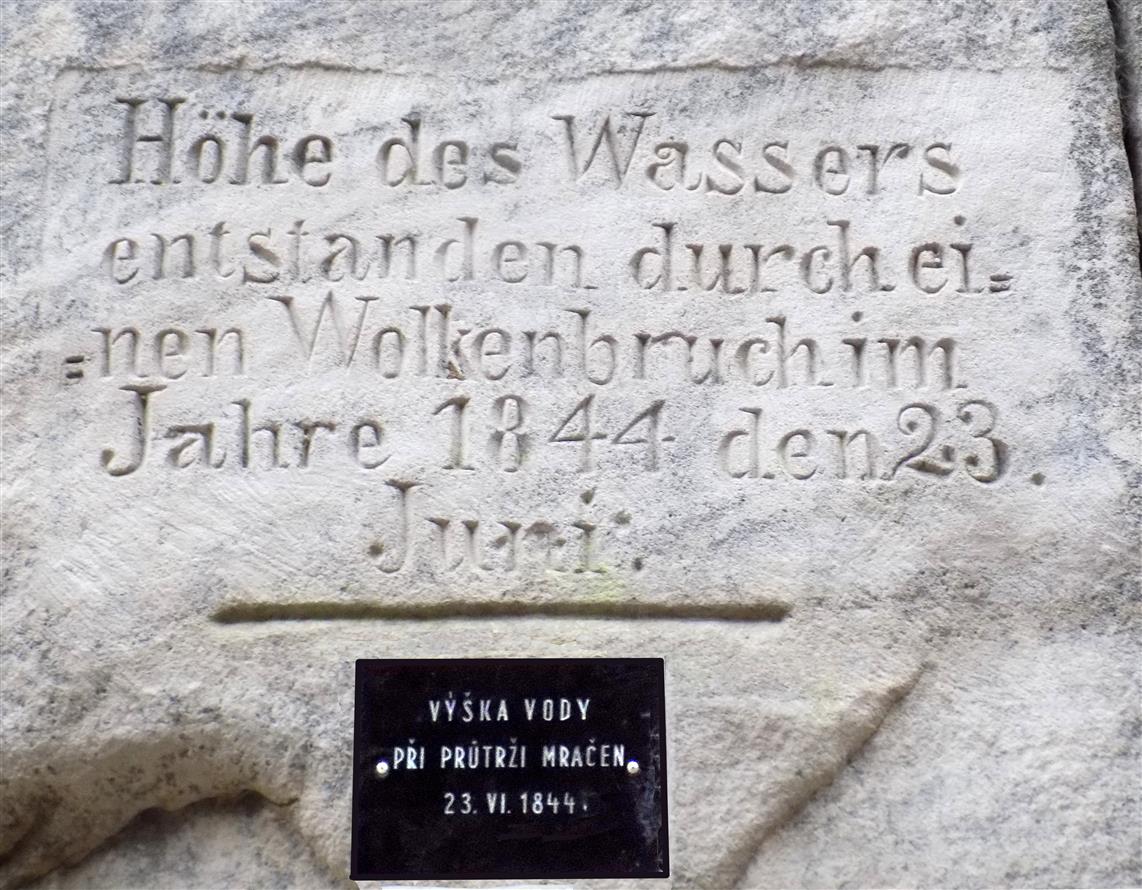 Höhe des Wassers
entstanden durch ei=
=nen Wolkenbruch im
Jahre 1844 den 23.
Juni.
VÝŠKA VODY
PŘI PRŮTRŽI MRAČEN
23. VI. 1844